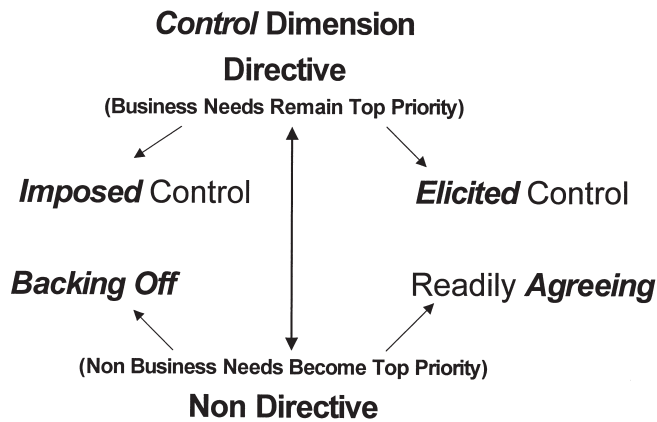 Control Dimension
Directive
(Business Needs Remain Top Priority)
Imposed Control
Elicited Control
Backing Off
Readily Agreeing
(Non Business Needs Become Top Priority)
Non Directive